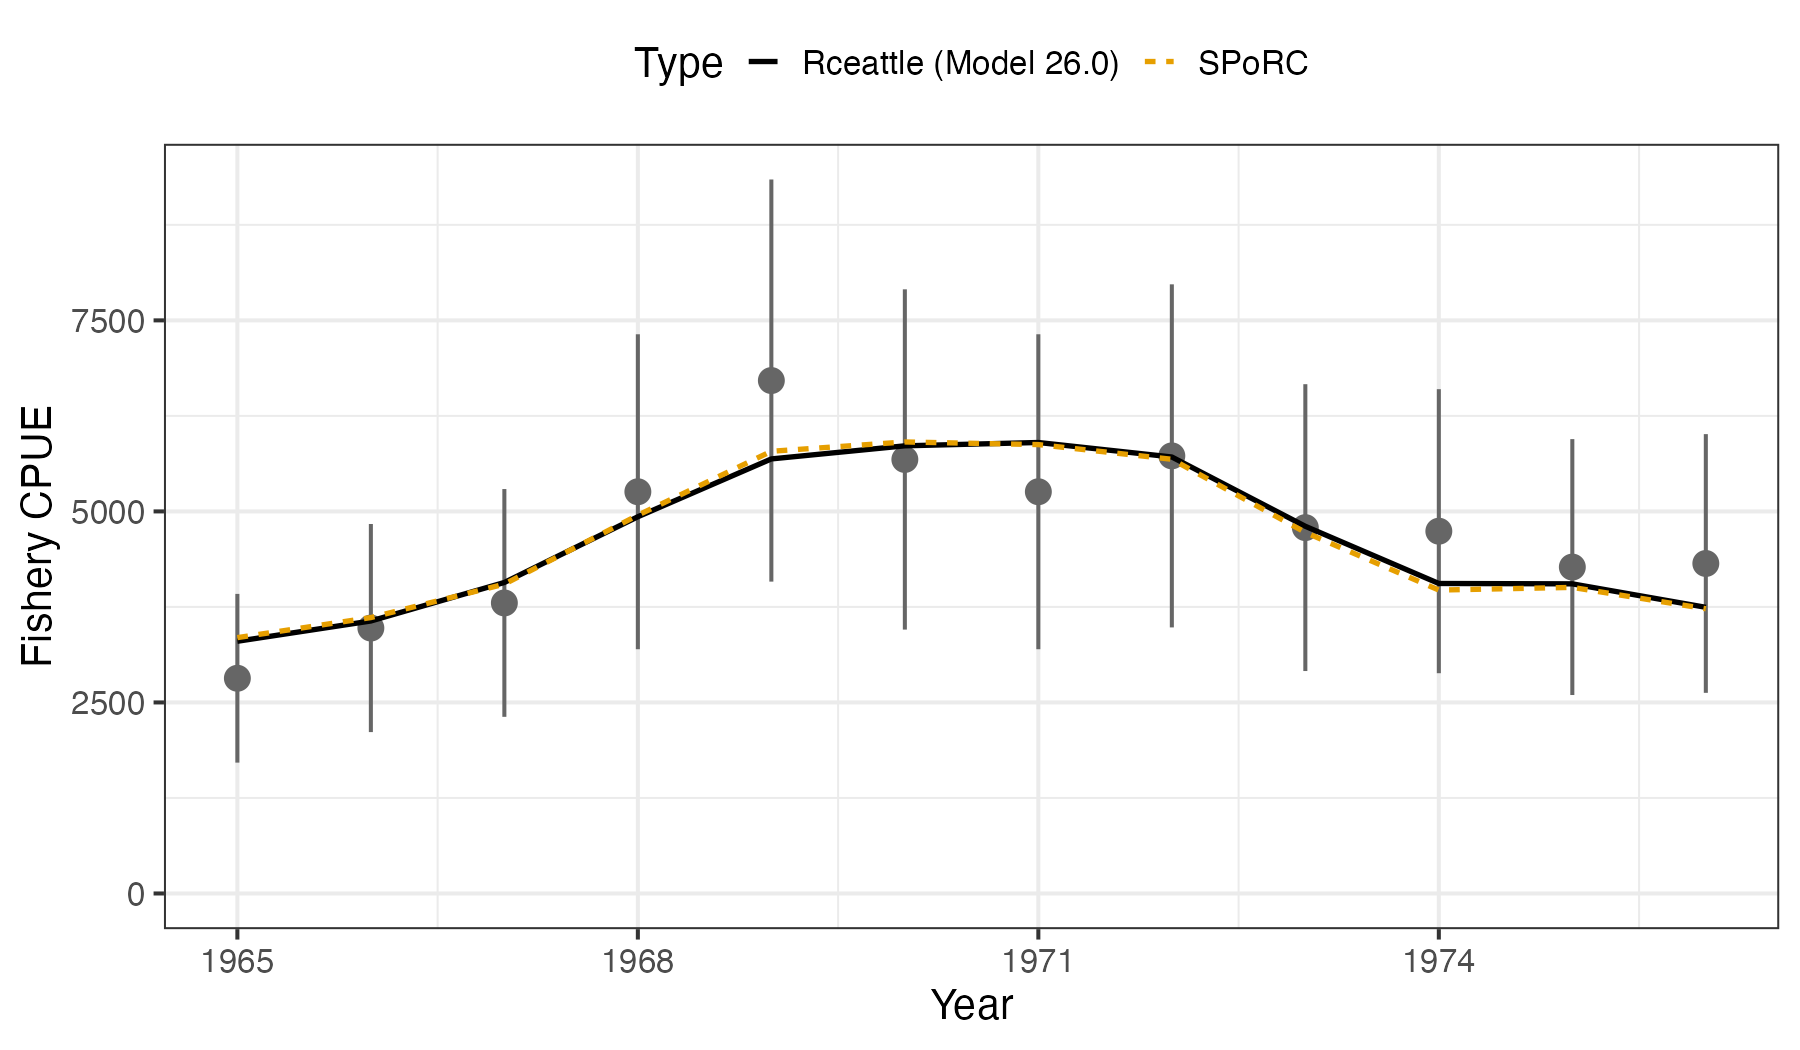 Type Rceattle (Model 26.0) SPoRC
Fishery CPUE
7500
5000
2500
0
1965 1968 1971 1974
Year